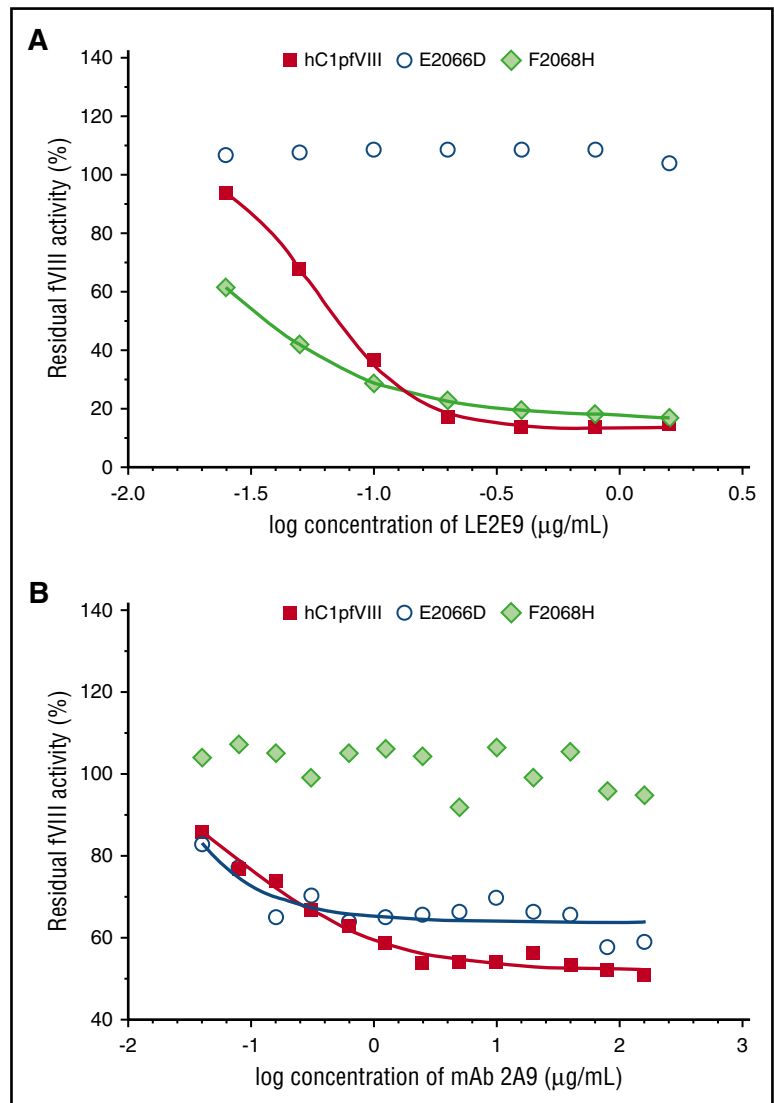 A
hC1pfVIII E2066D F2068H
Residual fVIII activity (%)
140
120
100
80
60
40
20
0
-2.0 -1.5 -1.0 -0.5 0.0 0.5
log concentration of LE2E9 (μg/mL)
B
hC1pfVIII E2066D F2068H
Residual fVIII activity (%)
140
120
100
80
60
40
-2 -1 0 1 2 3
log concentration of mAb 2A9 (μg/mL)